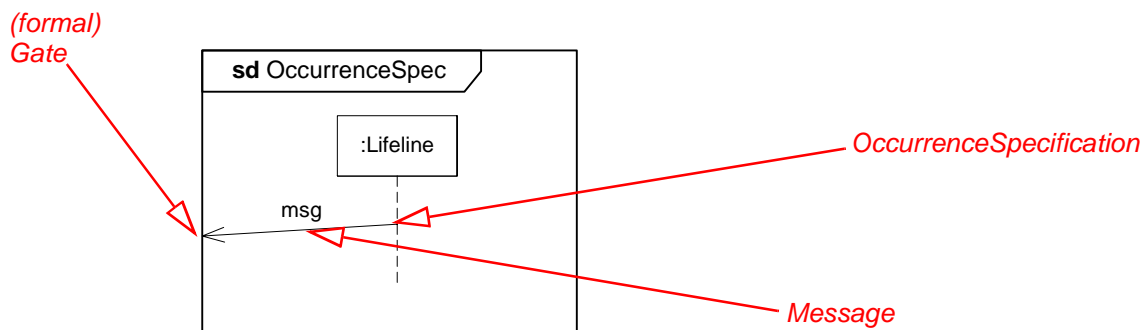 (formal)
Gate
sd OccurrenceSpec
:Lifeline
OccurrenceSpecification
msg
Message